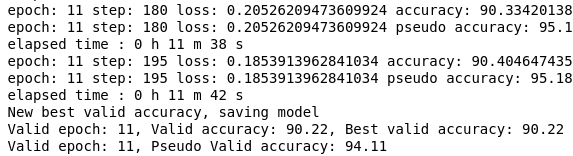 epoch: 11 step: 180 loss: 0.20526209473609924 accuracy: 90.33420138
epoch: 11 step: 180 loss: 0.20526209473609924 pseudo accuracy: 95.1
elapsed time : 0 h 11 m 38 s
epoch: 11 step: 195 loss: 0.1853913962841034 accuracy: 90.404647435
epoch: 11 step: 195 loss: 0.1853913962841034 pseudo accuracy: 95.18
elapsed time : 0 h 11 m 42 s
New best valid accuracy, saving model
Valid epoch: 11, Valid accuracy: 90.22, Best valid accuracy: 90.22
Valid epoch: 11, Pseudo Valid accuracy: 94.11